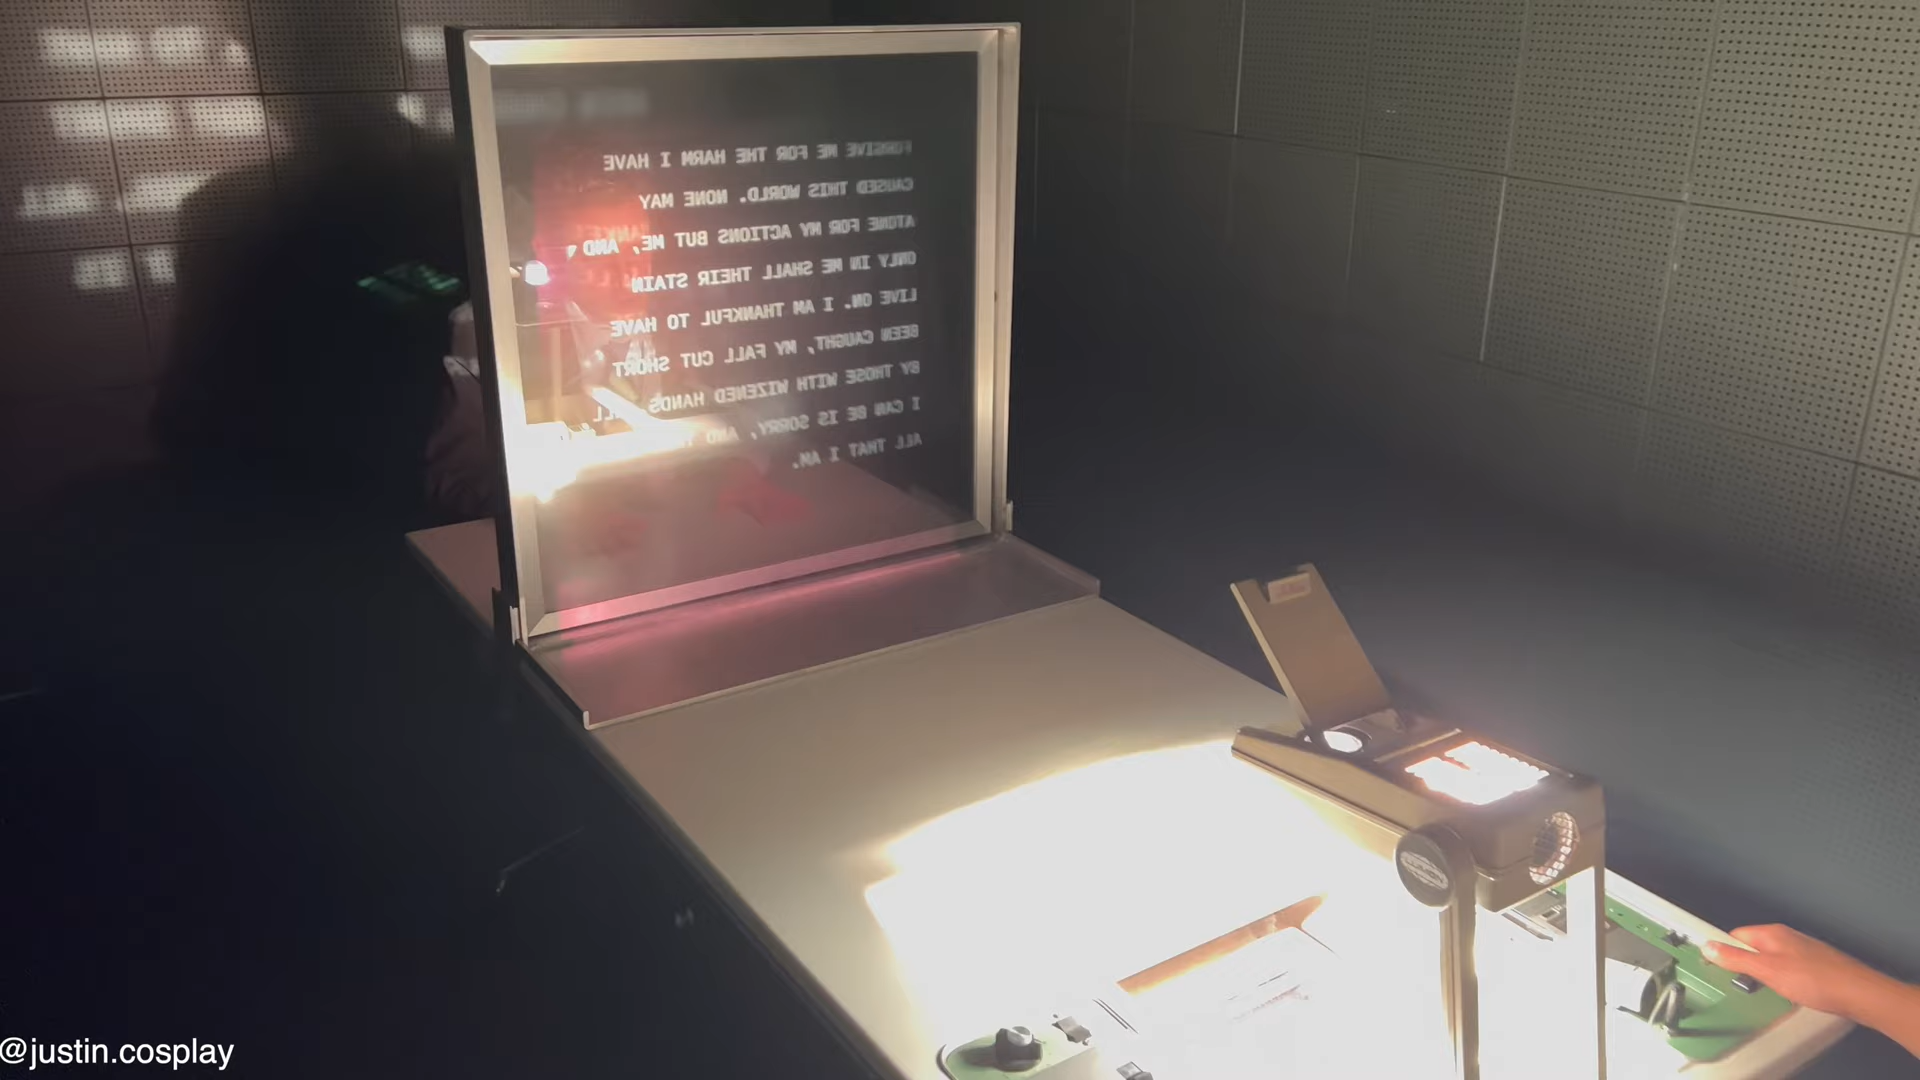 FORGIVE ME FOR THE HARM I HAVE
CAUSED THIS WORLD. NONE MAY
ATONE FOR MY ACTIONS BUT ME, AND
ONLY IN ME SHALL THEIR STAIN
LIVE ON. I AM THANKFUL TO HAVE
BEEN CAUGHT, MY FALL CUT SHORT
BY THOSE WITH WIZENED HANDS.
I CAN BE IS SORRY, AND
ALL THAT I AM.
@justin.cosplay